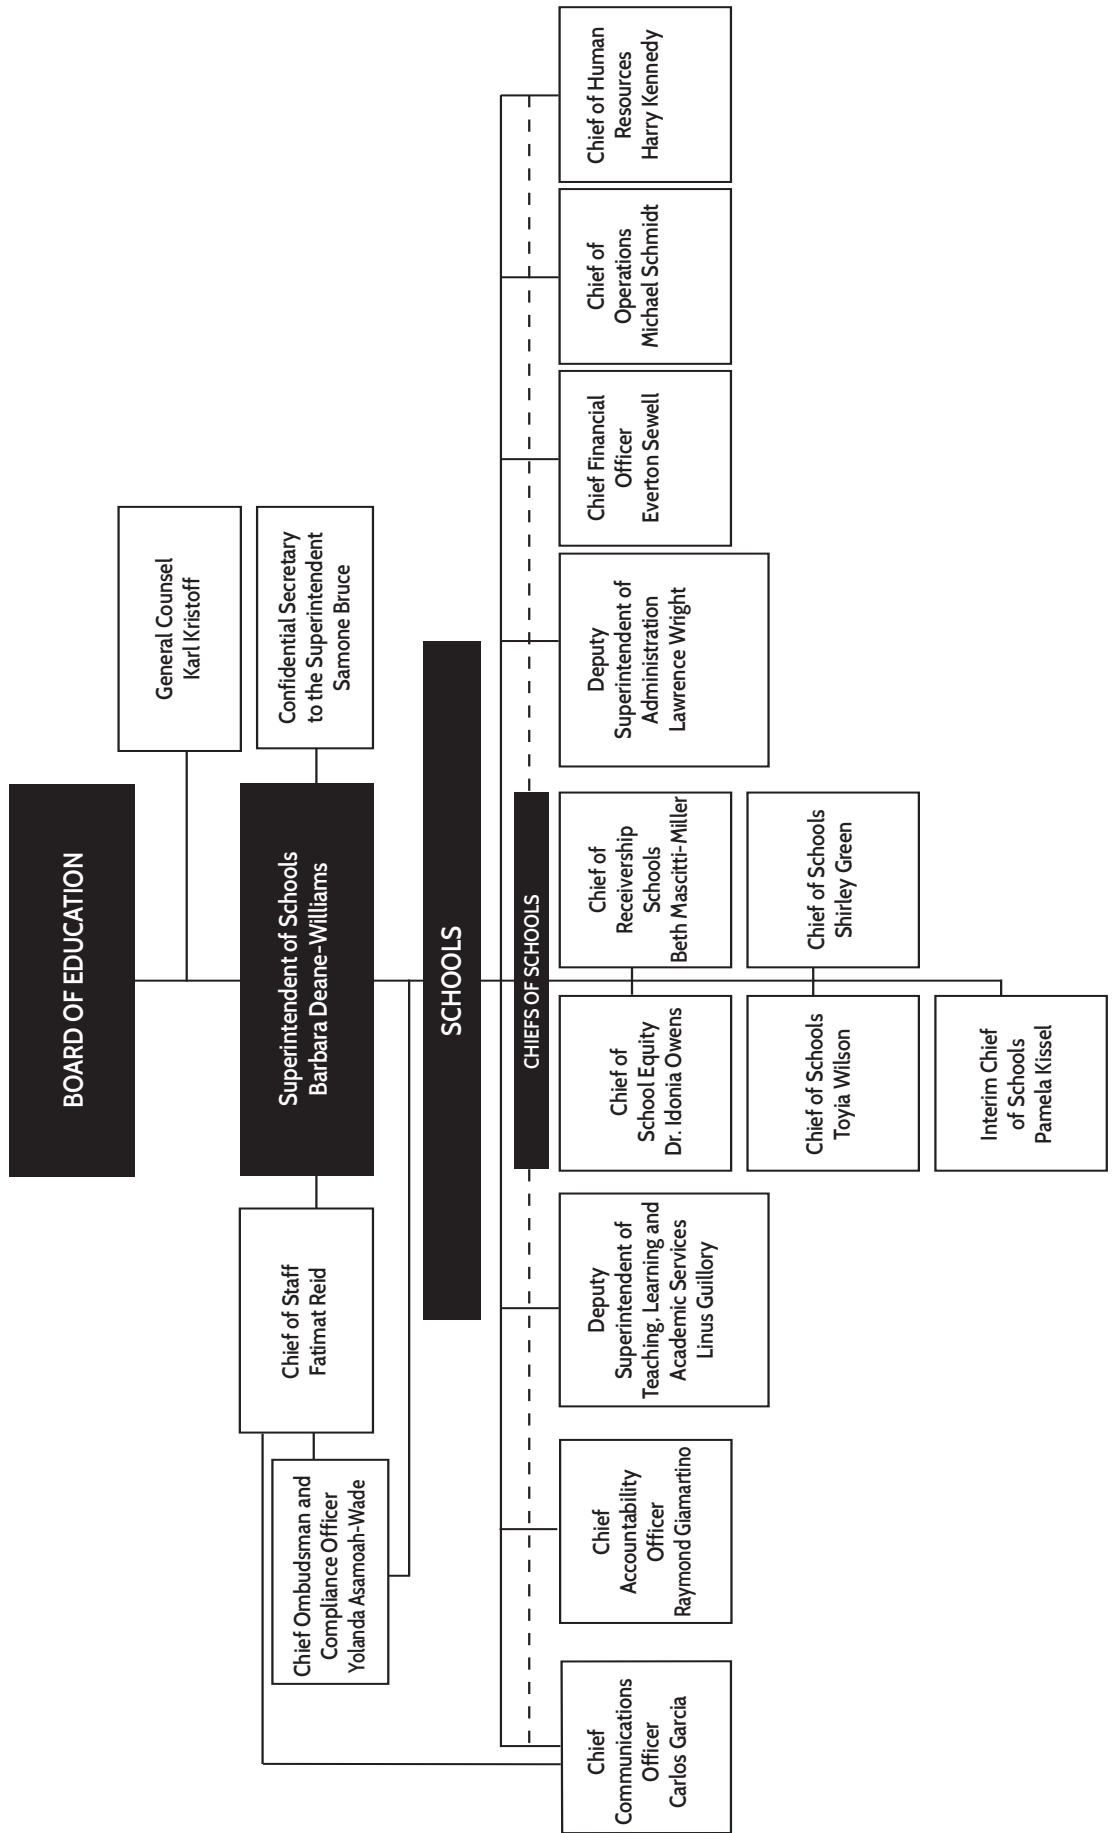 BOARD OF EDUCATION
General Counsel
Karl Kristoff
Superintendent of Schools
Barbara Deane-Williams
Confidential Secretary
to the Superintendent
Samone Bruce
Chief of Staff
Fatimat Reid
Chief Ombudsman and
Compliance Officer
Yolanda Asamoah-Wade
SCHOOLS
CHIEFS OF SCHOOLS
Chief
Communications
Officer
Carlos Garcia
Chief
Accountability
Officer
Raymond Giamartino
Deputy
Superintendent of
Teaching, Learning and
Academic Services
Linus Guillory
Chief of
School Equity
Dr. Idonia Owens
Chief of
Receivership
Schools
Beth Mascitti-Miller
Deputy
Superintendent of
Administration
Lawrence Wright
Chief Financial
Officer
Everton Sewell
Chief of
Operations
Michael Schmidt
Chief of Human
Resources
Harry Kennedy
Chief of Schools
Toyia Wilson
Chief of Schools
Shirley Green
Interim Chief
of Schools
Pamela Kissel